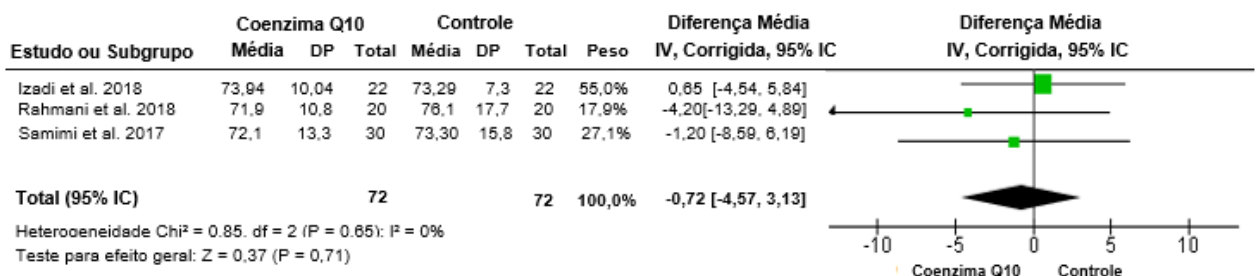 Coenzima Q10 Controle Diferença Média Diferença Média
Estudo ou Subgrupo Média DP Total Média DP Total Peso IV, Corrigida, 95% IC IV, Corrigida, 95% IC
Izadi et al. 2018 73,94 10,04 22 73,29 7,3 22 55,0% 0,65 [-4,54, 5,84]
Rahmani et al. 2018 71,9 10,8 20 76,1 17,7 20 17,9% -4,20[-13,29, 4,89]
Samimi et al. 2017 72,1 13,3 30 73,30 15,8 30 27,1% -1,20 [-8,59, 6,19]
Total (95% IC) 72 72 100,0% -0,72 [-4,57, 3,13]
Heterogeneidade Chi² = 0.85. df = 2 (P = 0.65): I² = 0%
Teste para efeito geral: Z = 0,37 (P = 0,71)
-10 -5 0 5 10
Coenzima Q10 Controle